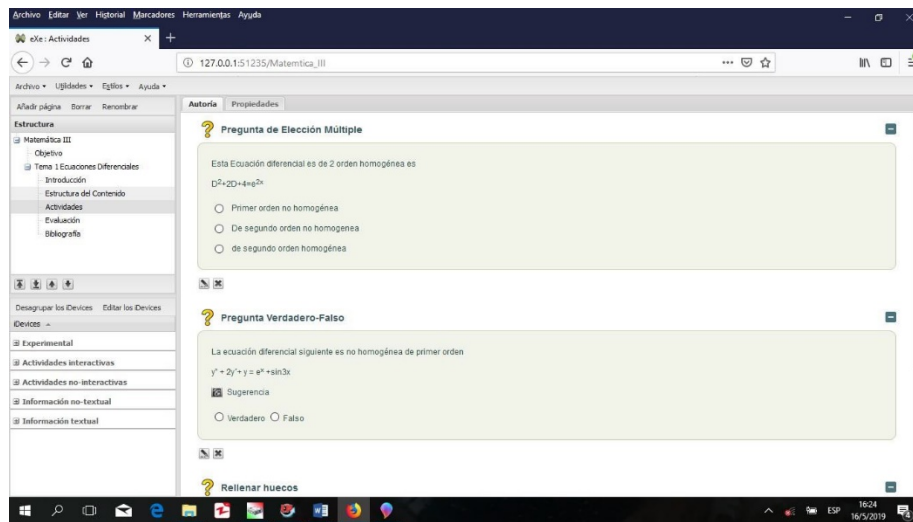 Archivo Editar Ver Historial Marcadores Herramientas Ayuda
eXe : Actividades
127.0.0.1:51235/Matemtica_III
Archivo Utilidades Estilos Ayuda
Añadir página Borrar Renombrar
Estructura
Matemática III
Objetivo
Tema 1 Ecuaciones Diferenciales
Introducción
Estructura del Contenido
Actividades
Evaluación
Bibliografía
Desagrupar los iDevices Editar los iDevices
iDevices
Experimental
Actividades interactivas
Actividades no-interactivas
Información no-textual
Información textual
Autoría Propiedades
Pregunta de Elección Múltiple
Esta Ecuación diferencial es de 2 orden homogénea es
D²+2D+4=e²ˣ
Primer orden no homogénea
De segundo orden no homogenea
de segundo orden homogénea
Pregunta Verdadero-Falso
La ecuación diferencial siguiente es no homogénea de primer orden
y" + 2y'+ y = eˣ +sin3x
Sugerencia
Verdadero Falso
Rellenar huecos
ESP
16:24
16/5/2019